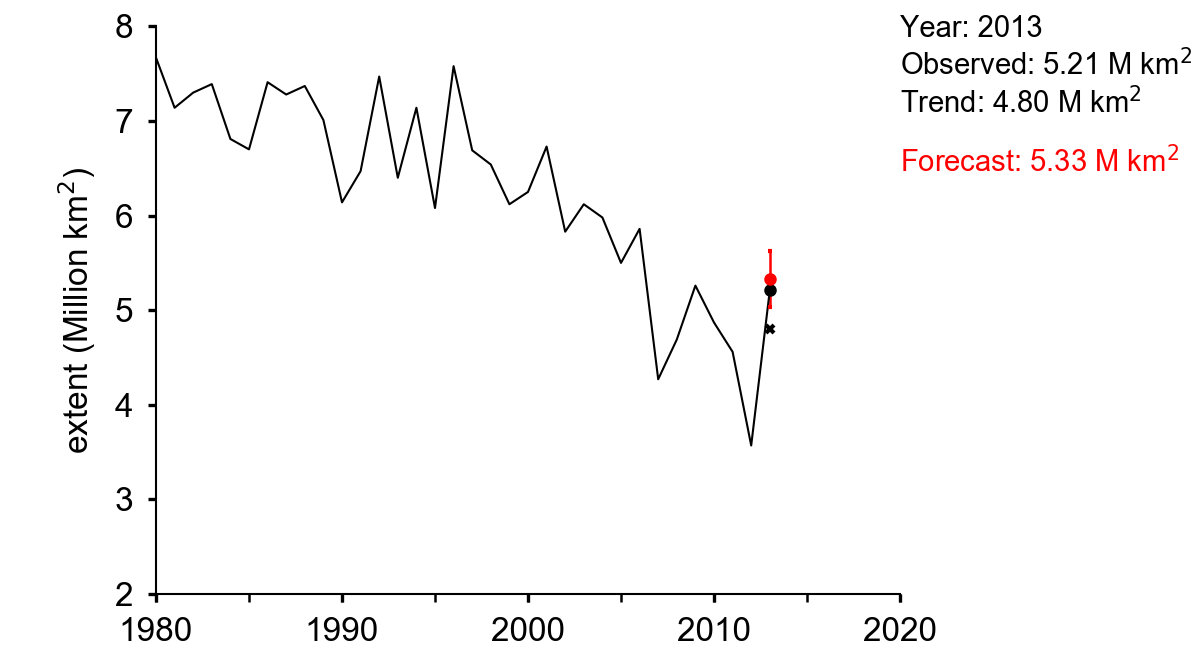 8
7
6
5
4
3
2
extent (Million km²)
1980 1990 2000 2010 2020
Year: 2013
Observed: 5.21 M km²
Trend: 4.80 M km²
Forecast: 5.33 M km²